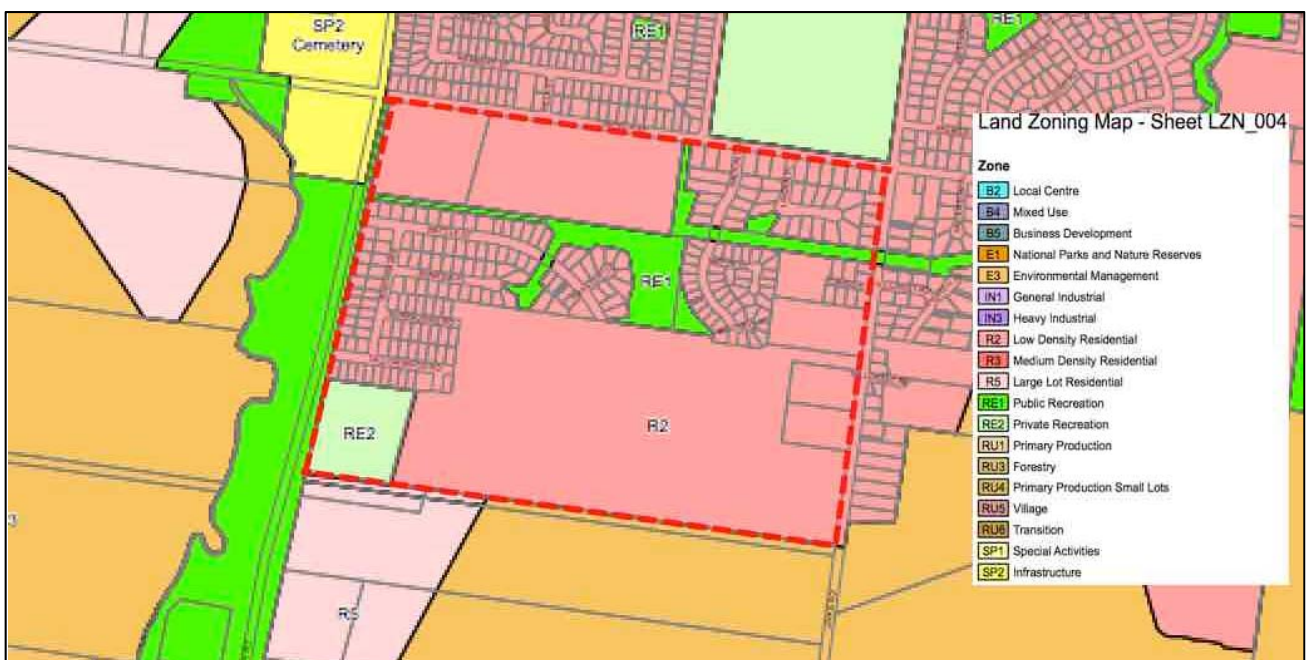 SP2
Cemetery
RE1
RE1
RE1
RE2
R2
R5
Land Zoning Map - Sheet LZN_004
Zone
B2 Local Centre
B4 Mixed Use
B5 Business Development
E1 National Parks and Nature Reserves
E3 Environmental Management
IN1 General Industrial
IN3 Heavy Industrial
R2 Low Density Residential
R3 Medium Density Residential
R5 Large Lot Residential
RE1 Public Recreation
RE2 Private Recreation
RU1 Primary Production
RU3 Forestry
RU4 Primary Production Small Lots
RU5 Village
RU6 Transition
SP1 Special Activities
SP2 Infrastructure